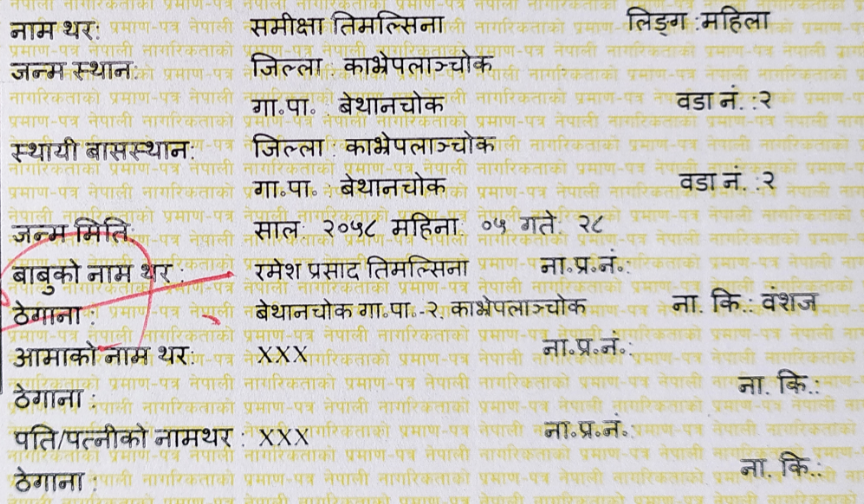 नाम थर: समीक्षा तिमल्सिना लिङ्ग :महिला
जन्म स्थान: जिल्ला : काभ्रेपलाञ्चोक
गा॰पा॰ बेथानचोक वडा नं. :२
स्थायी बासस्थान: जिल्ला : काभ्रेपलाञ्चोक
गा॰पा॰ : बेथानचोक वडा नं. :२
जन्म मिति: साल: २०५८ महिना: ०५ गते: २८
बाबुको नाम थर : रमेश प्रसाद तिमल्सिना ना॰प्र॰नं॰:
ठेगाना : बेथानचोक गा॰पा॰-२ काभ्रेपलाञ्चोक ना. कि.: वंशज
आमाको नाम थर: XXX ना॰प्र॰नं॰:
ठेगाना : ना. कि.:
पति/पत्नीको नामथर : XXX ना॰प्र॰नं॰:
ठेगाना : ना. कि.: